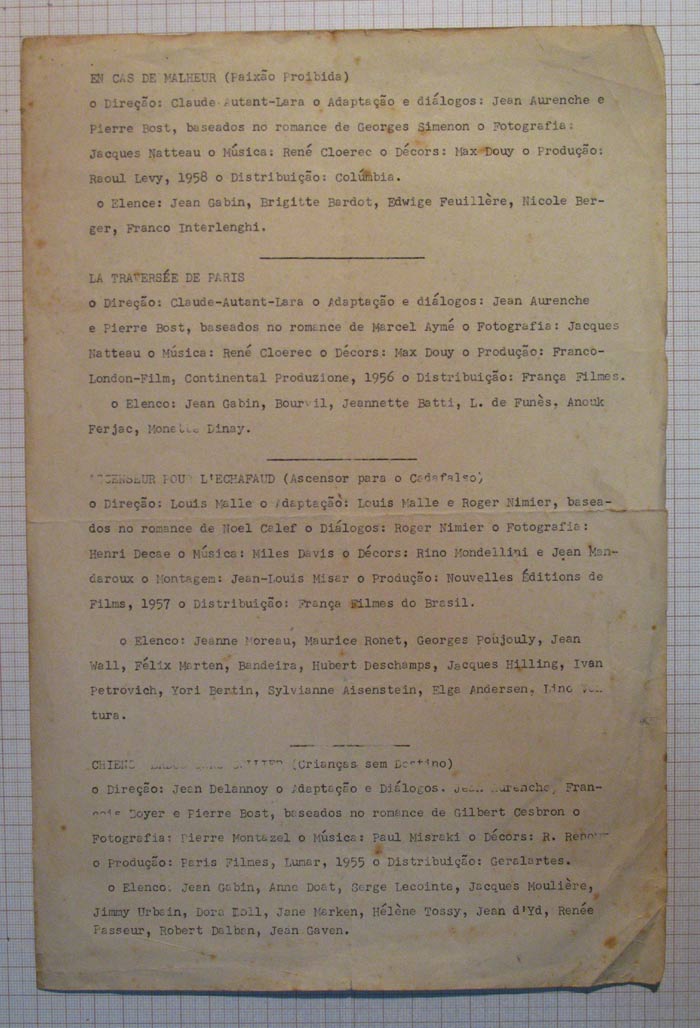 EN CAS DE MALHEUR (Paixão Proibida)
o Direção: Claude-Autant-Lara o Adaptação e diálogos: Jean Aurenche e
Pierre Bost, baseados no romance de Georges Simenon o Fotografia:
Jacques Natteau o Música: René Cloerec o Décors: Max Douy o Produção:
Raoul Levy, 1958 o Distribuição: Colúmbia.
o Elence: Jean Gabin, Brigitte Bardot, Edwige Feuillère, Nicole Ber-
ger, Franco Interlenghi.
LA TRAVERSÉE DE PARIS
o Direção: Claude-Autant-Lara o Adaptação e diálogos: Jean Aurenche
e Pierre Bost, baseados no romance de Marcel Aymé o Fotografia: Jacques
Natteau o Música: René Cloerec o Décors: Max Douy o Produção: Franco-
London-Film, Continental Produzione, 1956 o Distribuição: França Filmes.
o Elenco: Jean Gabin, Bourvil, Jeannette Batti, L. de Funès, Anouk
Ferjac, Dinay.
L'ECHAFAUD (Ascensor para o Cadafalso)
o Direção: Louis Malle o Adaptação: Louis Malle e Roger Nimier, basea-
dos no romance de Noel Calef o Diálogos: Roger Nimier o Fotografia:
Henri Decae o Música: Miles Davis o Décors: Rino Mondellini e Jean Man-
daroux o Montagem: Jean-Louis Misar o Produção: Nouvelles Éditions de
Films, 1957 o Distribuição: França Filmes do Brasil.
o Elenco: Jeanne Moreau, Maurice Ronet, Georges Poujouly, Jean
Wall, Félix Marten, Bandeira, Hubert Deschamps, Jacques Hilling, Ivan
Petrovich, Yori Bertin, Sylvianne Aisenstein, Elga Andersen, Lino
tura.
(Crianças sem Destino)
o Direção: Jean Delannoy o Adaptação e Diálogos. Jean Aurenche, Fran-
Boyer e Pierre Bost, baseados no romance de Gilbert Cesbron o
Fotografia: Pierre Montazel o Música: Paul Misraki o Décors: R.
o Produção: Paris Filmes, Lumar, 1955 o Distribuição: Geralartes.
o Elenco: Jean Gabin, Anne Doat, Serge Lecointe, Jacques Moulière,
Jimmy Urbain, Dora Doll, Jane Marken, Hélène Tossy, Jean d'Yd, Renée
Passeur, Robert Dalban, Jean Gaven.